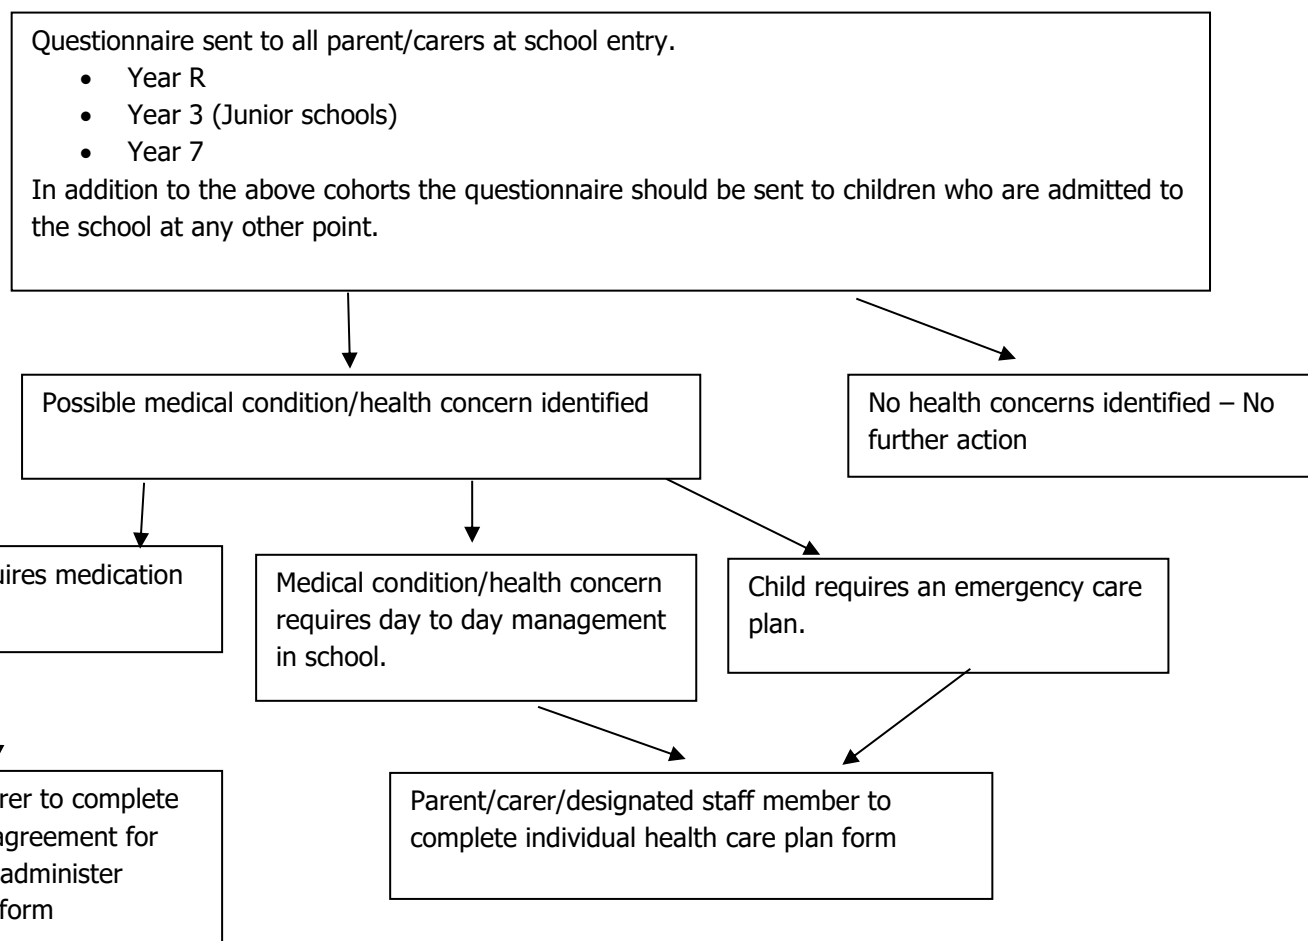 Questionnaire sent to all parent/carers at school entry.
• Year R
• Year 3 (Junior schools)
• Year 7
In addition to the above cohorts the questionnaire should be sent to children who are admitted to
the school at any other point.
Possible medical condition/health concern identified
No health concerns identified – No
further action
medication
Medical condition/health concern
requires day to day management
in school.
Child requires an emergency care
plan.
to complete
agreement for
administer
form
Parent/carer/designated staff member to
complete individual health care plan form